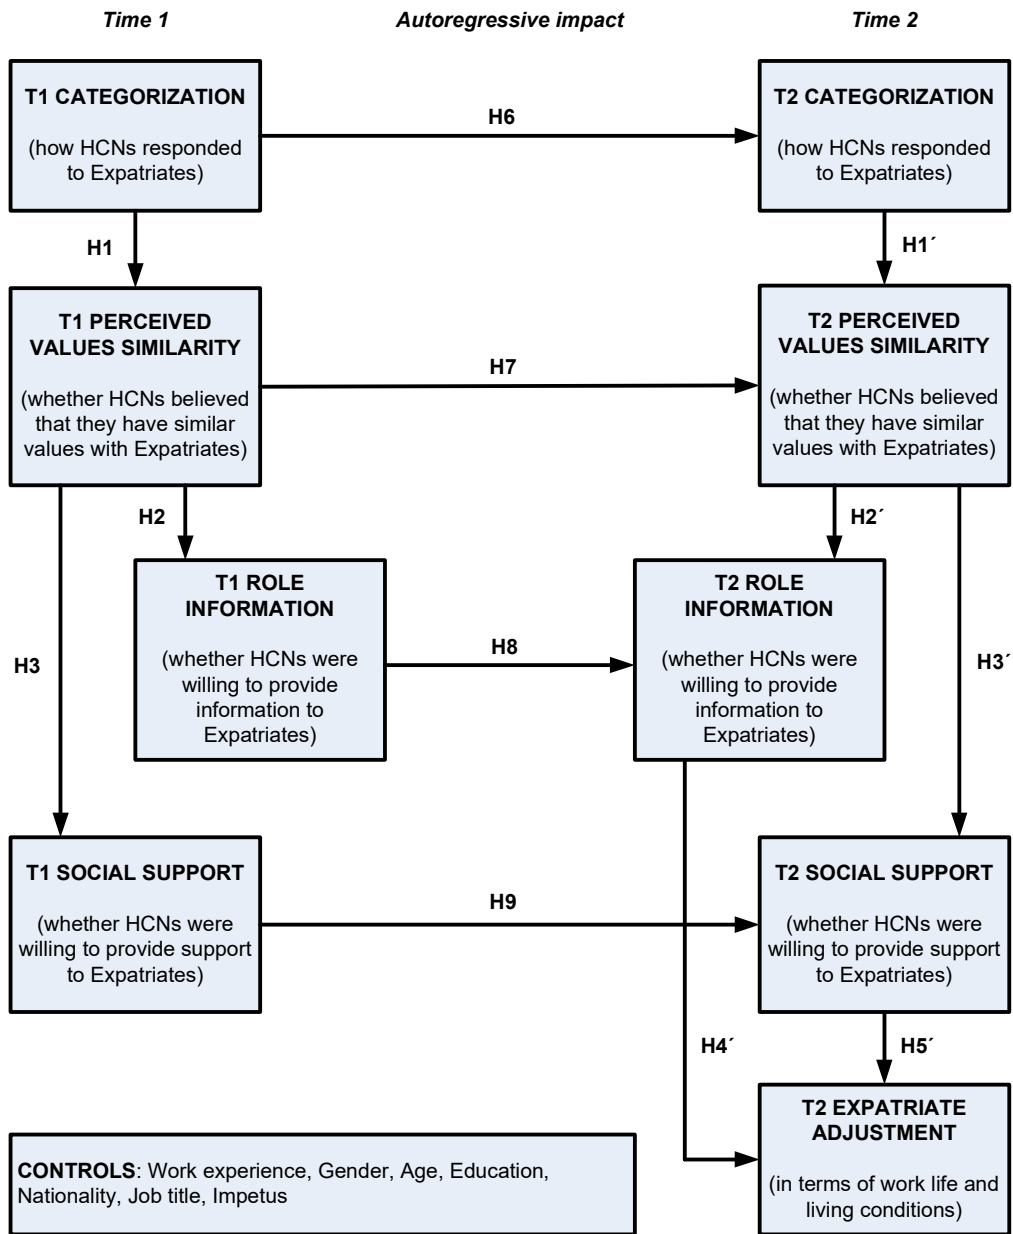 Time 1
Autoregressive impact
Time 2
T1 CATEGORIZATION
(how HCNs responded
to Expatriates)
H6
T2 CATEGORIZATION
(how HCNs responded
to Expatriates)
H1
H1´
T1 PERCEIVED
VALUES SIMILARITY
(whether HCNs believed
that they have similar
values with Expatriates)
H7
T2 PERCEIVED
VALUES SIMILARITY
(whether HCNs believed
that they have similar
values with Expatriates)
H2
H2´
T1 ROLE
INFORMATION
(whether HCNs were
willing to provide
information to
Expatriates)
H8
T2 ROLE
INFORMATION
(whether HCNs were
willing to provide
information to
Expatriates)
H3
H3´
T1 SOCIAL SUPPORT
(whether HCNs were
willing to provide support
to Expatriates)
H9
T2 SOCIAL SUPPORT
(whether HCNs were
willing to provide support
to Expatriates)
H4´
H5´
T2 EXPATRIATE
ADJUSTMENT
(in terms of work life and
living conditions)
CONTROLS: Work experience, Gender, Age, Education,
Nationality, Job title, Impetus